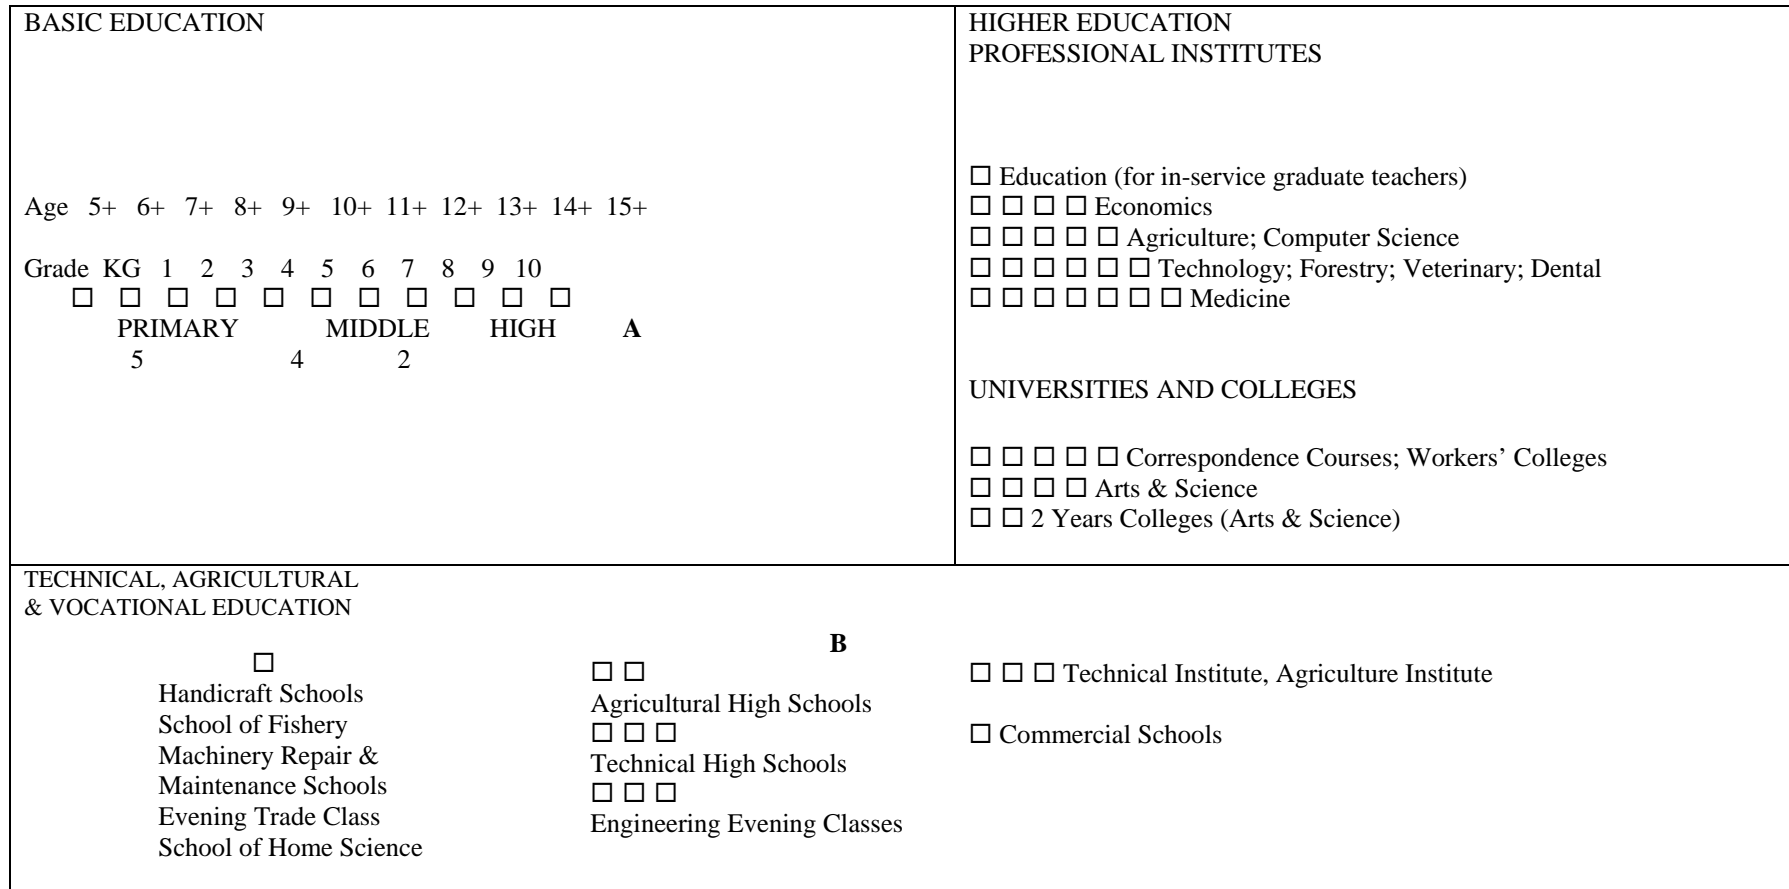 BASIC EDUCATION
Age 5+ 6+ 7+ 8+ 9+ 10+ 11+ 12+ 13+ 14+ 15+
Grade KG 1 2 3 4 5 6 7 8 9 10
☐ ☐ ☐ ☐ ☐ ☐ ☐ ☐ ☐ ☐ ☐
PRIMARY MIDDLE HIGH A
5 4 2
HIGHER EDUCATION
PROFESSIONAL INSTITUTES
☐ Education (for in-service graduate teachers)
☐ ☐ ☐ ☐ Economics
☐ ☐ ☐ ☐ ☐ Agriculture; Computer Science
☐ ☐ ☐ ☐ ☐ ☐ Technology; Forestry; Veterinary; Dental
☐ ☐ ☐ ☐ ☐ ☐ ☐ Medicine
UNIVERSITIES AND COLLEGES
☐ ☐ ☐ ☐ ☐ Correspondence Courses; Workers’ Colleges
☐ ☐ ☐ ☐ Arts & Science
☐ ☐ 2 Years Colleges (Arts & Science)
TECHNICAL, AGRICULTURAL
& VOCATIONAL EDUCATION
☐
Handicraft Schools
School of Fishery
Machinery Repair &
Maintenance Schools
Evening Trade Class
School of Home Science
B
☐ ☐
Agricultural High Schools
☐ ☐ ☐
Technical High Schools
☐ ☐ ☐
Engineering Evening Classes
☐ ☐ ☐ Technical Institute, Agriculture Institute
☐ Commercial Schools